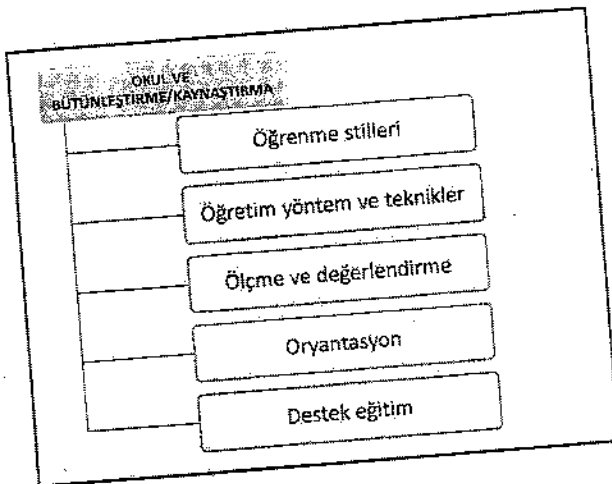 OKUL VE
BÜTÜNLEŞTİRME/KAYNAŞTIRMA
Öğrenme stilleri
Öğretim yöntem ve teknikler
Ölçme ve değerlendirme
Oryantasyon
Destek eğitim